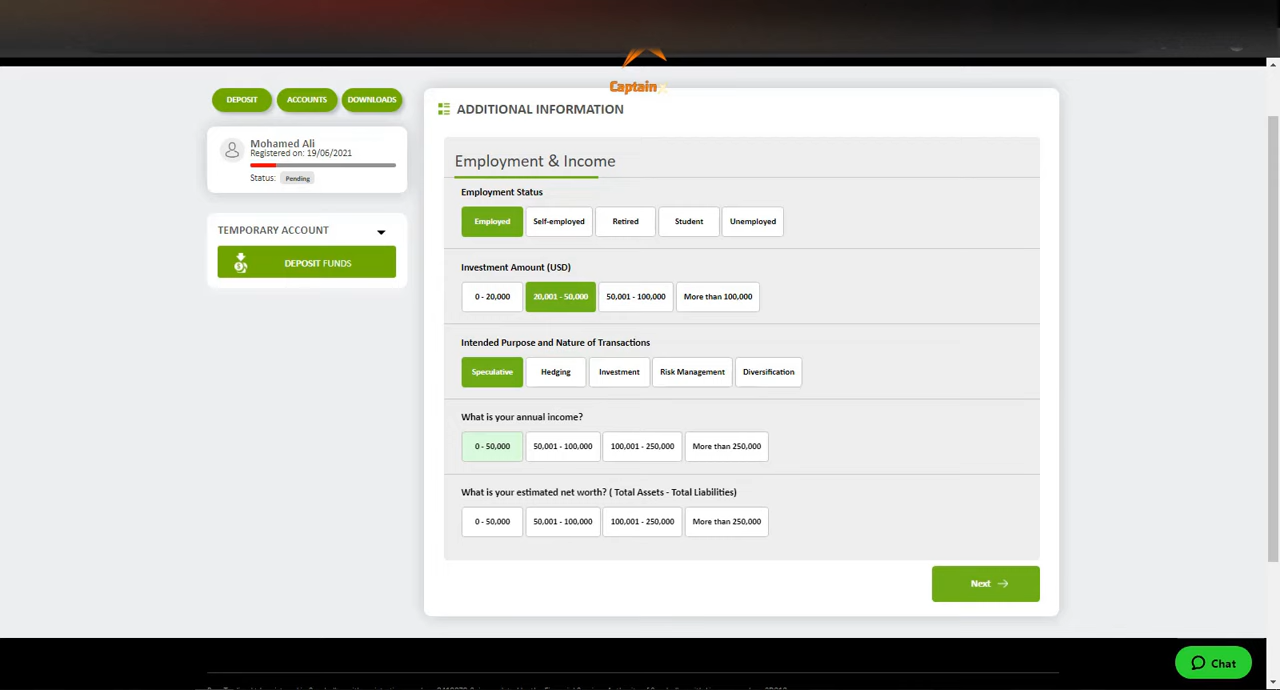 Captain
DEPOSIT
ACCOUNTS
DOWNLOADS
Mohamed Ali
Registered on: 19/06/2021
Status: Pending
TEMPORARY ACCOUNT
DEPOSIT FUNDS
ADDITIONAL INFORMATION
Employment & Income
Employment Status
Employed
Self-employed
Retired
Student
Unemployed
Investment Amount (USD)
0 - 20,000
20,001 - 50,000
50,001 - 100,000
More than 100,000
Intended Purpose and Nature of Transactions
Speculative
Hedging
Investment
Risk Management
Diversification
What is your annual income?
0 - 50,000
50,001 - 100,000
100,001 - 250,000
More than 250,000
What is your estimated net worth? ( Total Assets - Total Liabilities)
0 - 50,000
50,001 - 100,000
100,001 - 250,000
More than 250,000
Next
Chat